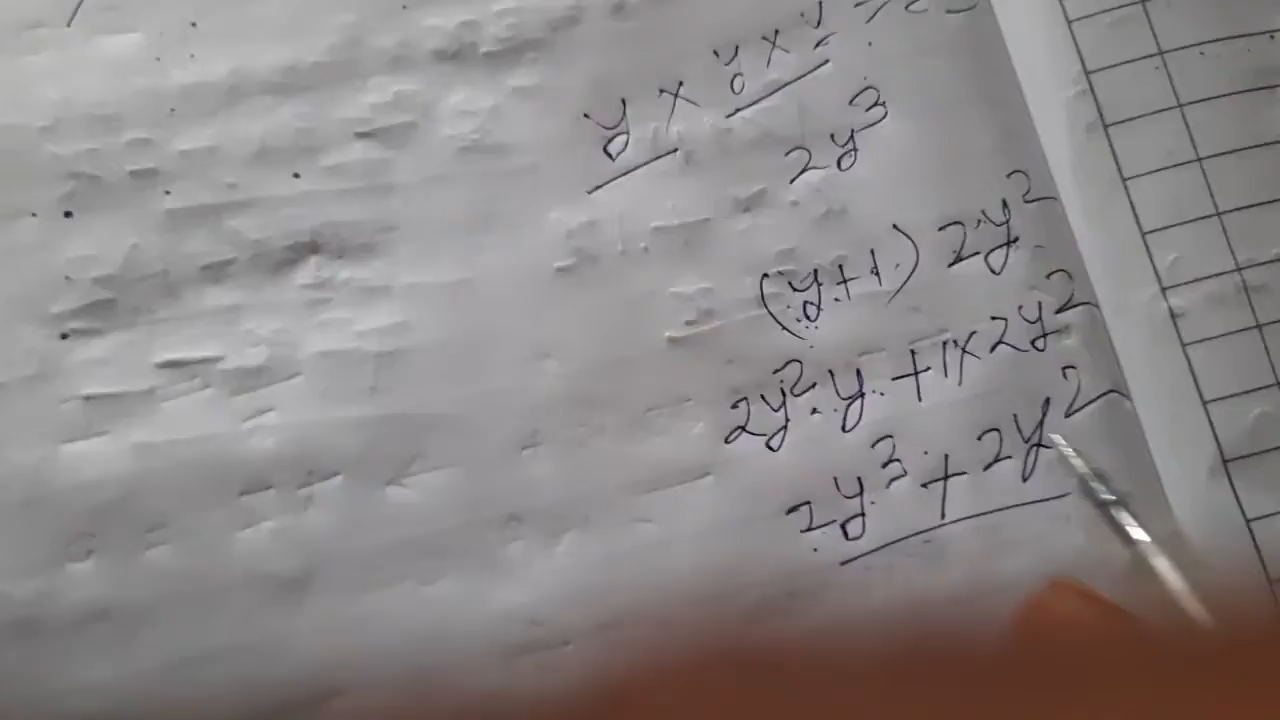 y × y × y
2y³
(y+1) 2y²
2y²·y + 1×2y²
2y³ + 2y²